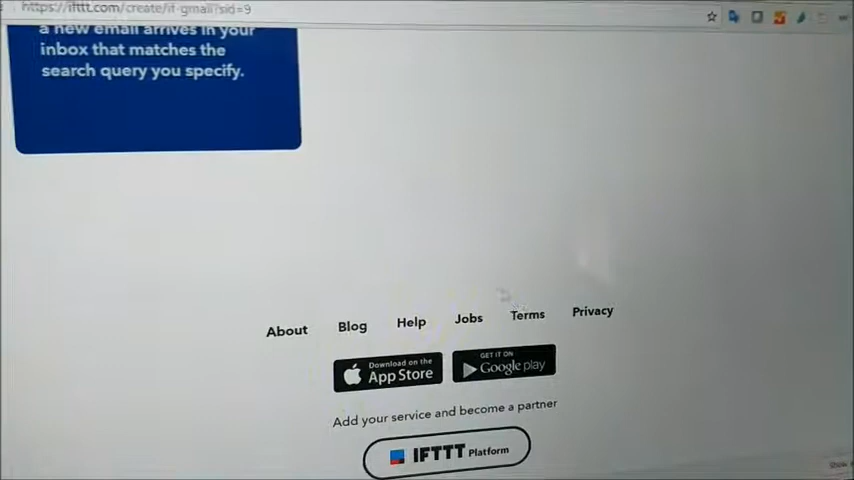 https://ifttt.com/create/if-gmail?sid=9
a new email arrives in your
inbox that matches the
search query you specify.
About Blog Help Jobs Terms Privacy
Download on the
App Store
GET IT ON
Google play
Add your service and become a partner
IFTTT Platform
Show